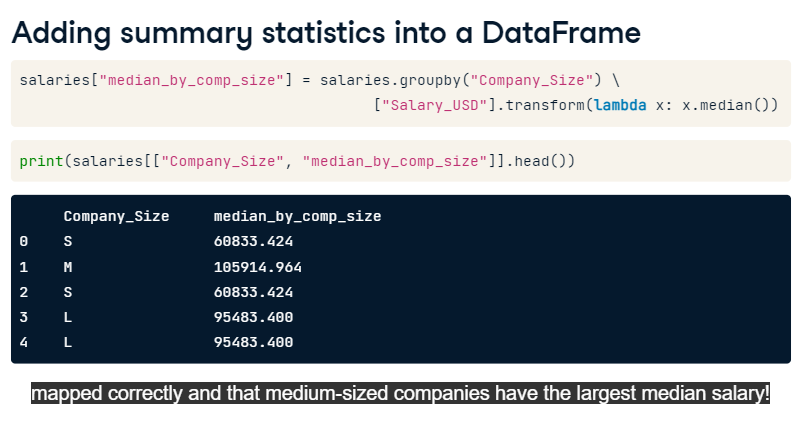 Adding summary statistics into a DataFrame
salaries["median_by_comp_size"] = salaries.groupby("Company_Size") \
["Salary_USD"].transform(lambda x: x.median())
print(salaries[["Company_Size", "median_by_comp_size"]].head())
Company_Size median_by_comp_size
0 S 60833.424
1 M 105914.964
2 S 60833.424
3 L 95483.400
4 L 95483.400
mapped correctly and that medium-sized companies have the largest median salary!